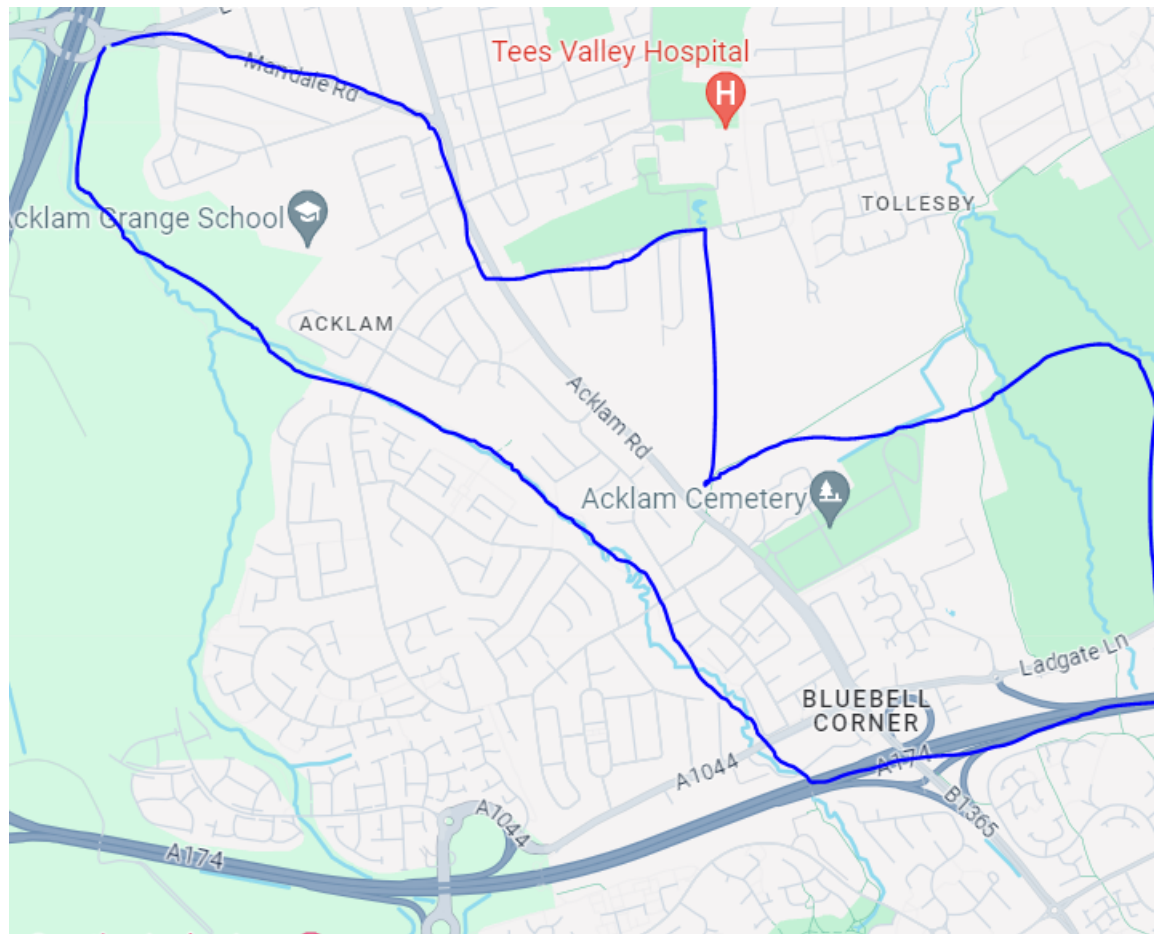 Tees Valley Hospital
H
Mandale Rd
TOLLESBY
cklam Grange School
ACKLAM
Acklam Rd
Acklam Cemetery
Ladgate Ln
BLUEBELL
CORNER
A174
A1044
B1365
A1044
A174